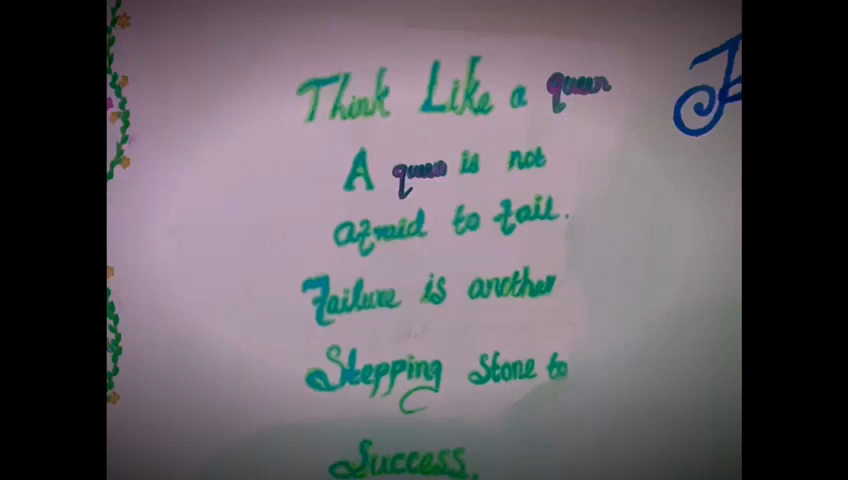 Think Like a queen
A queen is not
afraid to fail.
Failure is another
Stepping stone to
Success.